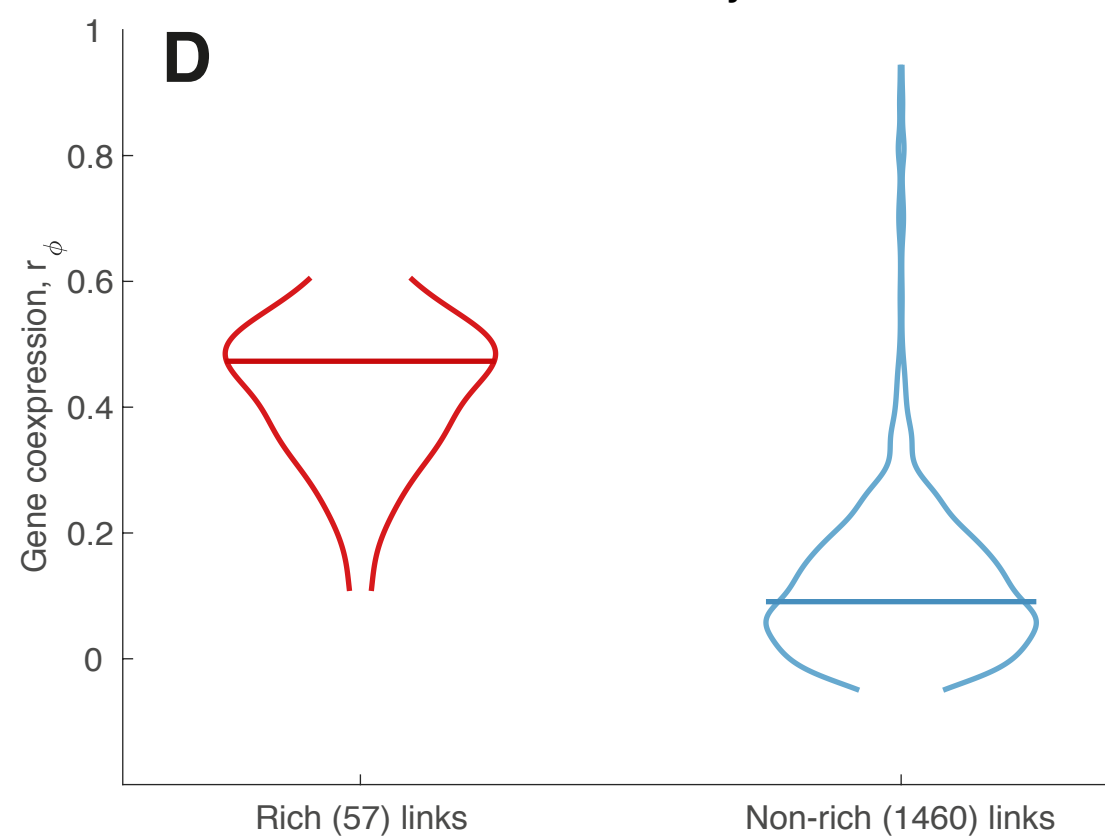 D
Gene coexpression, r_ϕ
1
0.8
0.6
0.4
0.2
0
Rich (57) links
Non-rich (1460) links